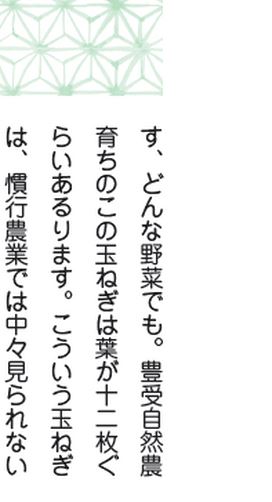 す、どんな野菜でも。豊受自然農
育ちのこの玉ねぎは葉が十二枚ぐ
らいあるります。こういう玉ねぎ
は、慣行農業では中々見られない